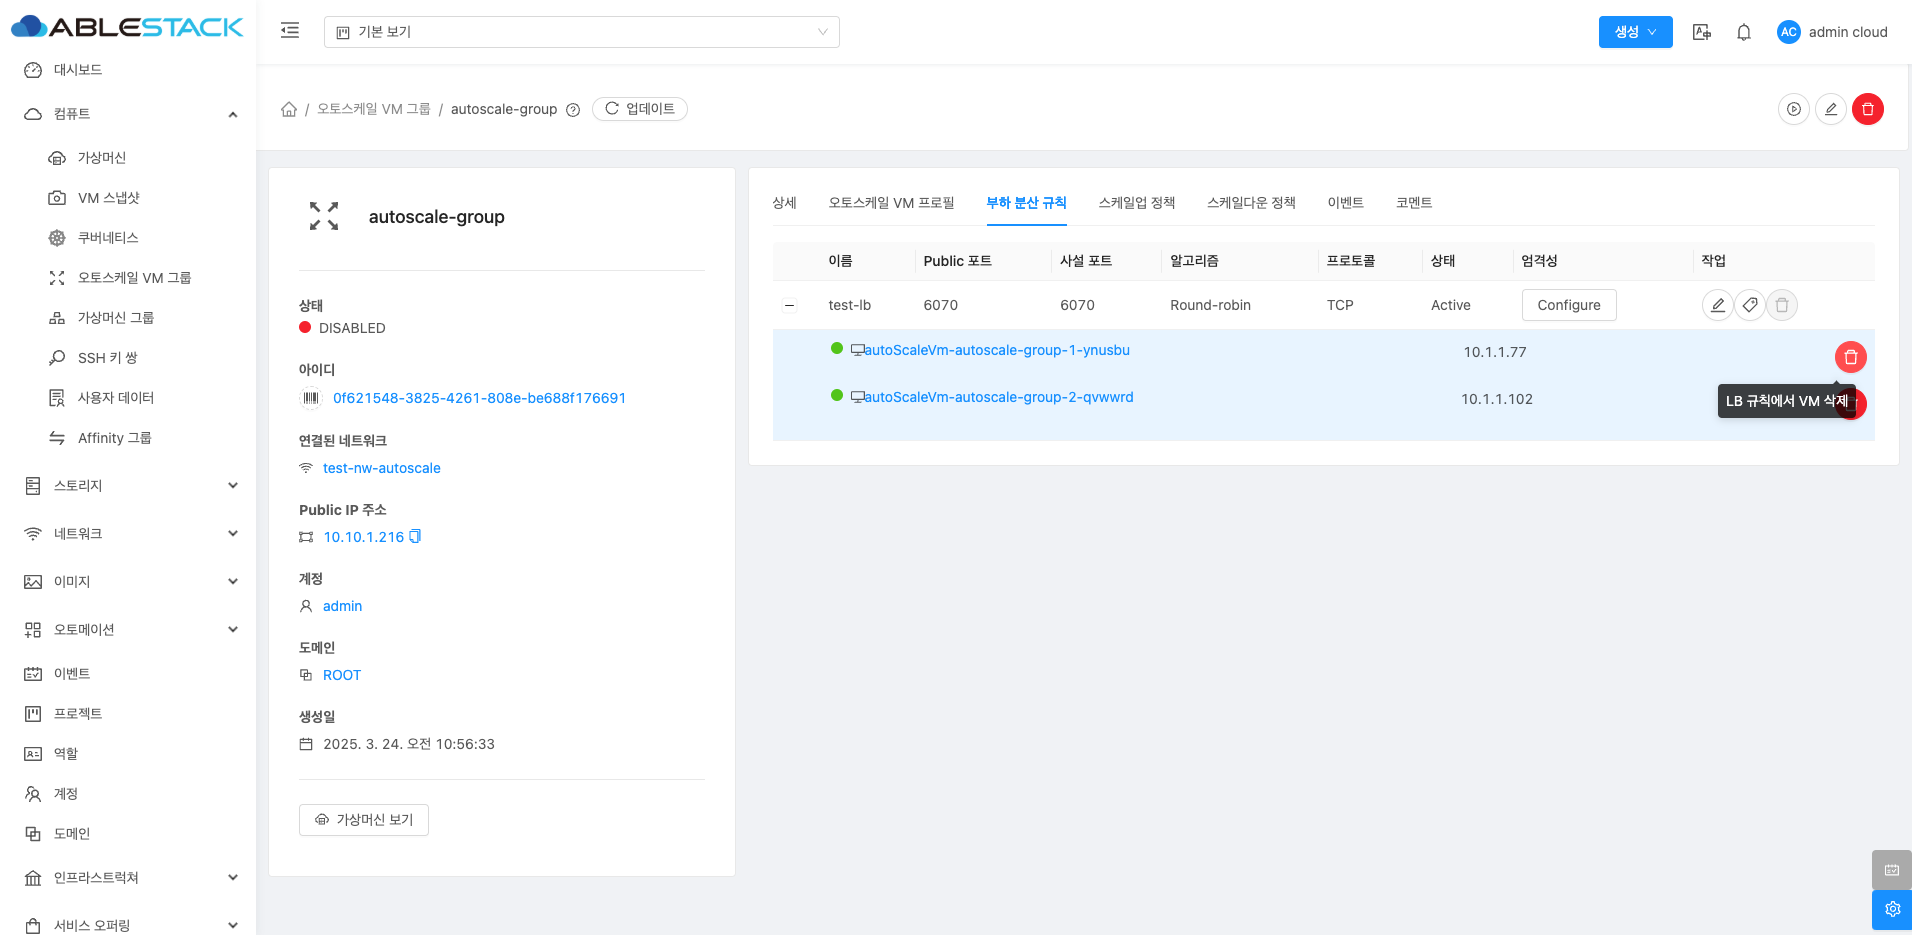 ABLESTACK
기본 보기
생성
AC
admin cloud
대시보드
컴퓨트
가상머신
VM 스냅샷
쿠버네티스
오토스케일 VM 그룹
가상머신 그룹
SSH 키 쌍
사용자 데이터
Affinity 그룹
스토리지
네트워크
이미지
오토메이션
이벤트
프로젝트
역할
계정
도메인
인프라스트럭쳐
서비스 오퍼링
/ 오토스케일 VM 그룹 / autoscale-group
업데이트
autoscale-group
상태
DISABLED
아이디
0f621548-3825-4261-808e-be688f176691
연결된 네트워크
test-nw-autoscale
Public IP 주소
10.10.1.216
계정
admin
도메인
ROOT
생성일
2025. 3. 24. 오전 10:56:33
가상머신 보기
상세 오토스케일 VM 프로필 부하 분산 규칙 스케일업 정책 스케일다운 정책 이벤트 코멘트
이름 Public 포트 사설 포트 알고리즘 프로토콜 상태 엄격성 작업
test-lb 6070 6070 Round-robin TCP Active Configure
autoScaleVm-autoscale-group-1-ynusbu 10.1.1.77
autoScaleVm-autoscale-group-2-qvwwrd 10.1.1.102
LB 규칙에서 VM 삭제